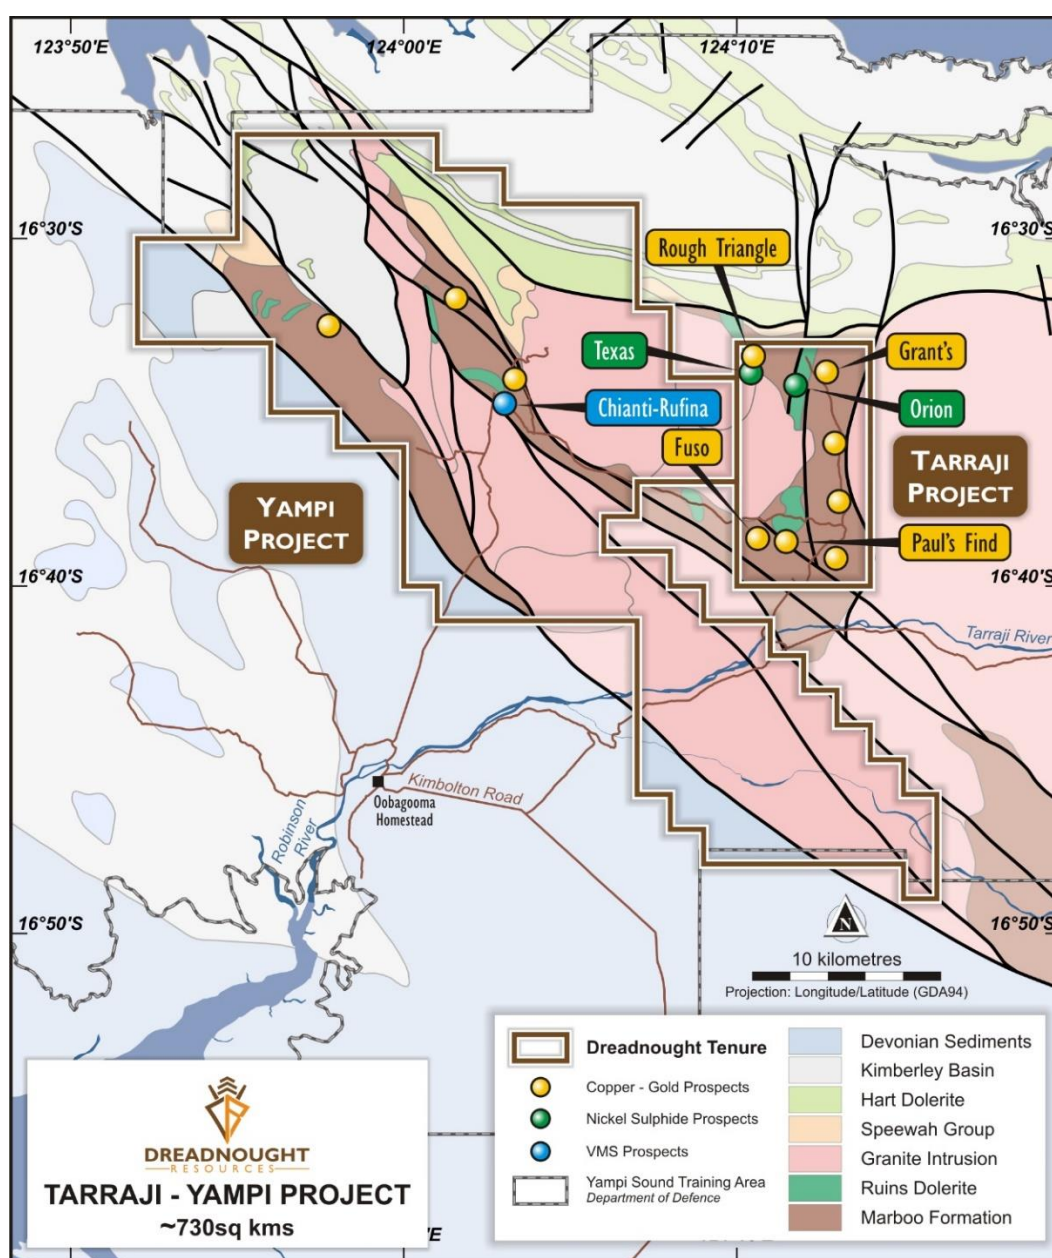 123°50'E
124°00'E
124°10'E
16°30'S
16°30'S
Rough Triangle
Texas
Grant's
Chianti-Rufina
Orion
Fuso
TARRAJI
PROJECT
YAMPI
PROJECT
Paul's Find
16°40'S
16°40'S
Tarraji River
Kimbolton Road
Oobagooma
Homestead
Robinson
River
16°50'S
16°50'S
N
10 kilometres
Projection: Longitude/Latitude (GDA94)
Dreadnought Tenure
Copper - Gold Prospects
Nickel Sulphide Prospects
VMS Prospects
Yampi Sound Training Area
Department of Defence
Devonian Sediments
Kimberley Basin
Hart Dolerite
Speewah Group
Granite Intrusion
Ruins Dolerite
Marboo Formation
DREADNOUGHT
RESOURCES
TARRAJI - YAMPI PROJECT
~730sq kms
'E